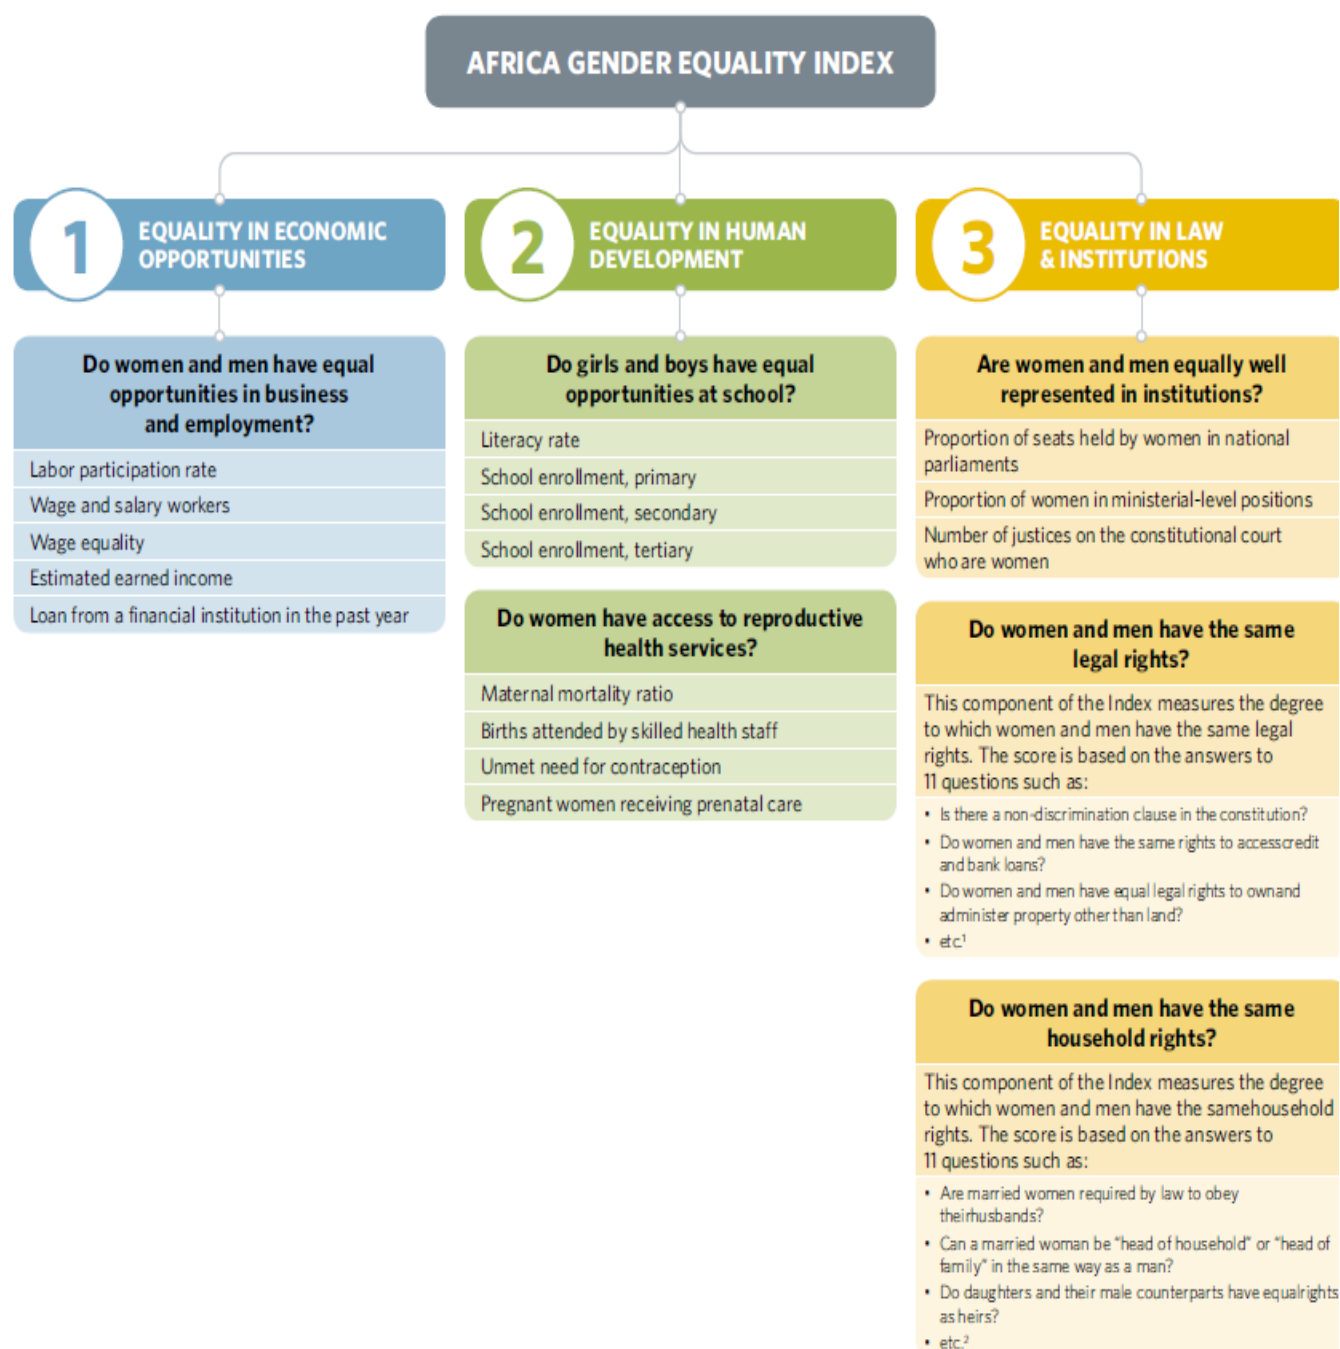 AFRICA GENDER EQUALITY INDEX
1
EQUALITY IN ECONOMIC
OPPORTUNITIES
Do women and men have equal
opportunities in business
and employment?
Labor participation rate
Wage and salary workers
Wage equality
Estimated earned income
Loan from a financial institution in the past year
2
EQUALITY IN HUMAN
DEVELOPMENT
Do girls and boys have equal
opportunities at school?
Literacy rate
School enrollment, primary
School enrollment, secondary
School enrollment, tertiary
Do women have access to reproductive
health services?
Maternal mortality ratio
Births attended by skilled health staff
Unmet need for contraception
Pregnant women receiving prenatal care
3
EQUALITY IN LAW
& INSTITUTIONS
Are women and men equally well
represented in institutions?
Proportion of seats held by women in national
parliaments
Proportion of women in ministerial-level positions
Number of justices on the constitutional court
who are women
Do women and men have the same
legal rights?
This component of the Index measures the degree
to which women and men have the same legal
rights. The score is based on the answers to
11 questions such as:
• Is there a non-discrimination clause in the constitution?
• Do women and men have the same rights to accesscredit
and bank loans?
• Do women and men have equal legal rights to ownand
administer property other than land?
• etc.¹
Do women and men have the same
household rights?
This component of the Index measures the degree
to which women and men have the samehousehold
rights. The score is based on the answers to
11 questions such as:
• Are married women required by law to obey
theirhusbands?
• Can a married woman be "head of household" or "head of
family" in the same way as a man?
• Do daughters and their male counterparts have equalrights
as heirs?
• etc.²